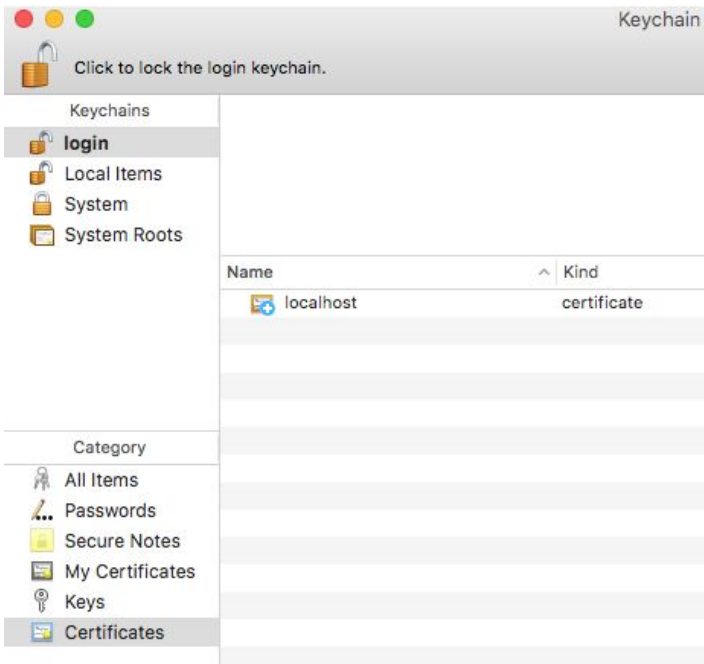 Keychain
Click to lock the login keychain.
Keychains
login
Local Items
System
System Roots
Name Kind
localhost certificate
Category
All Items
Passwords
Secure Notes
My Certificates
Keys
Certificates